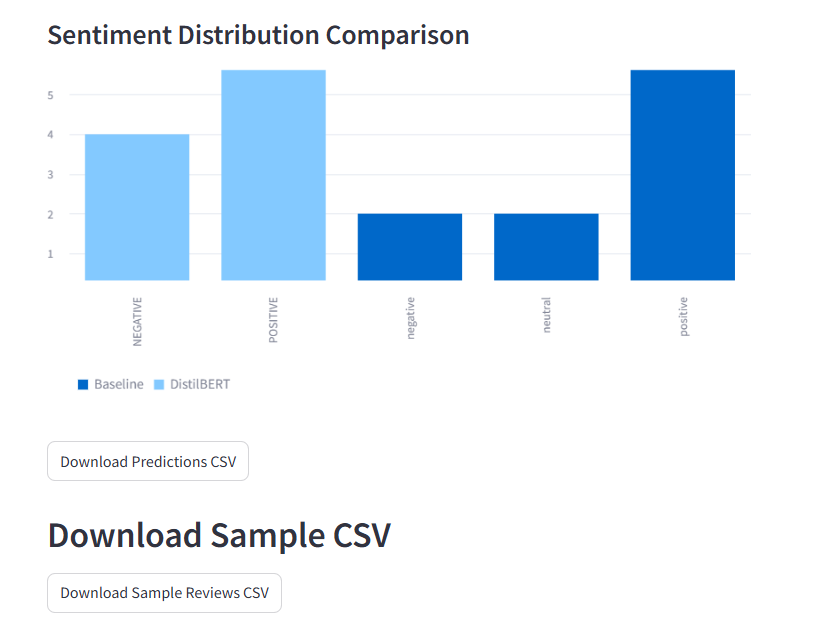 Sentiment Distribution Comparison
5
4
3
2
1
NEGATIVE
POSITIVE
negative
neutral
positive
Baseline DistilBERT
Download Predictions CSV
Download Sample CSV
Download Sample Reviews CSV